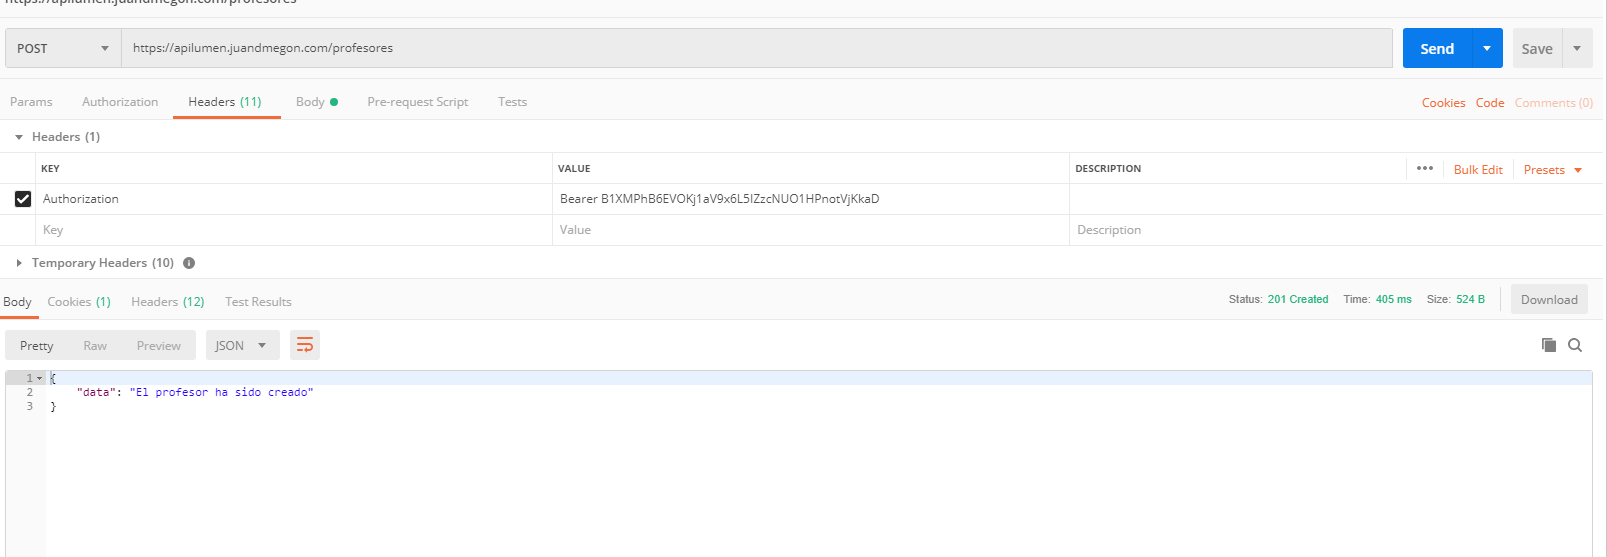 https://apilumen.juandmegon.com/profesores
POST https://apilumen.juandmegon.com/profesores Send Save
Params Authorization Headers (11) Body Pre-request Script Tests Cookies Code Comments (0)
Headers (1)
KEY VALUE DESCRIPTION ••• Bulk Edit Presets
Authorization Bearer B1XMPhB6EVOKj1aV9x6L5IZzcNUO1HPnotVjKkaD
Key Value Description
Temporary Headers (10)
Body Cookies (1) Headers (12) Test Results Status: 201 Created Time: 405 ms Size: 524 B Download
Pretty Raw Preview JSON
1 {
2 "data": "El profesor ha sido creado"
3 }